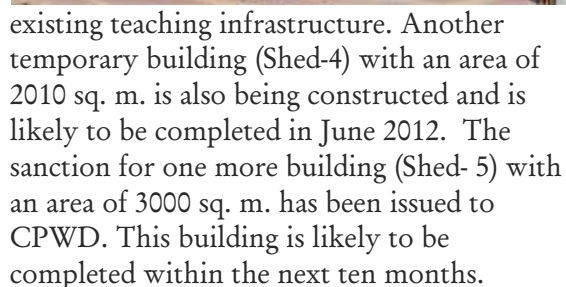 existing teaching infrastructure. Another
temporary building (Shed-4) with an area of
2010 sq. m. is also being constructed and is
likely to be completed in June 2012.  The
sanction for one more building (Shed- 5) with
an area of 3000 sq. m. has been issued to
CPWD. This building is likely to be
completed within the next ten months.